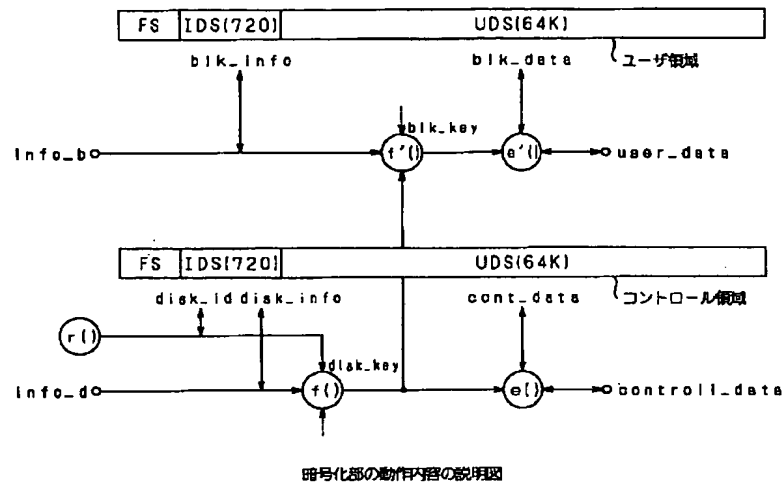 FS IDS(720) UDS(64K)
blk_info blk_data ユーザ領域
blk_key
info_b f'() e'() user_data
FS IDS(720) UDS(64K)
disk_id disk_info cont_data コントロール領域
r()
disk_key
info_d f() e() controll_data
暗号化部の動作内容の説明図